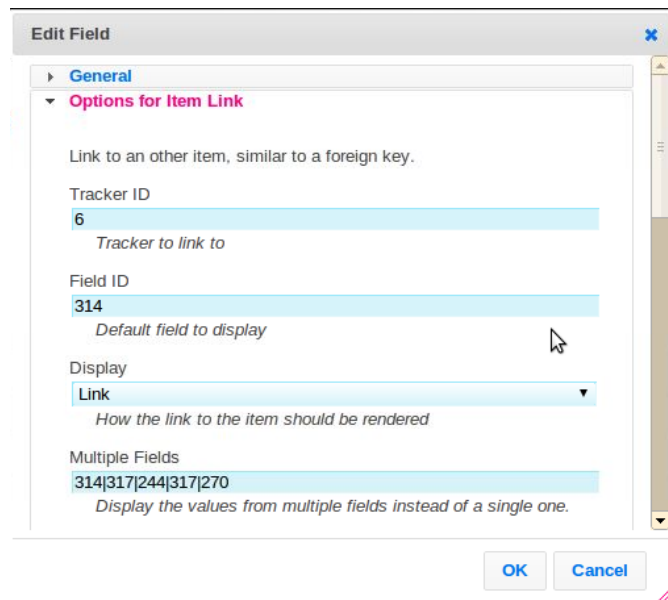 Edit Field
General
Options for Item Link
Link to an other item, similar to a foreign key.
Tracker ID
6
Tracker to link to
Field ID
314
Default field to display
Display
Link
How the link to the item should be rendered
Multiple Fields
314|317|244|317|270
Display the values from multiple fields instead of a single one.
OK Cancel